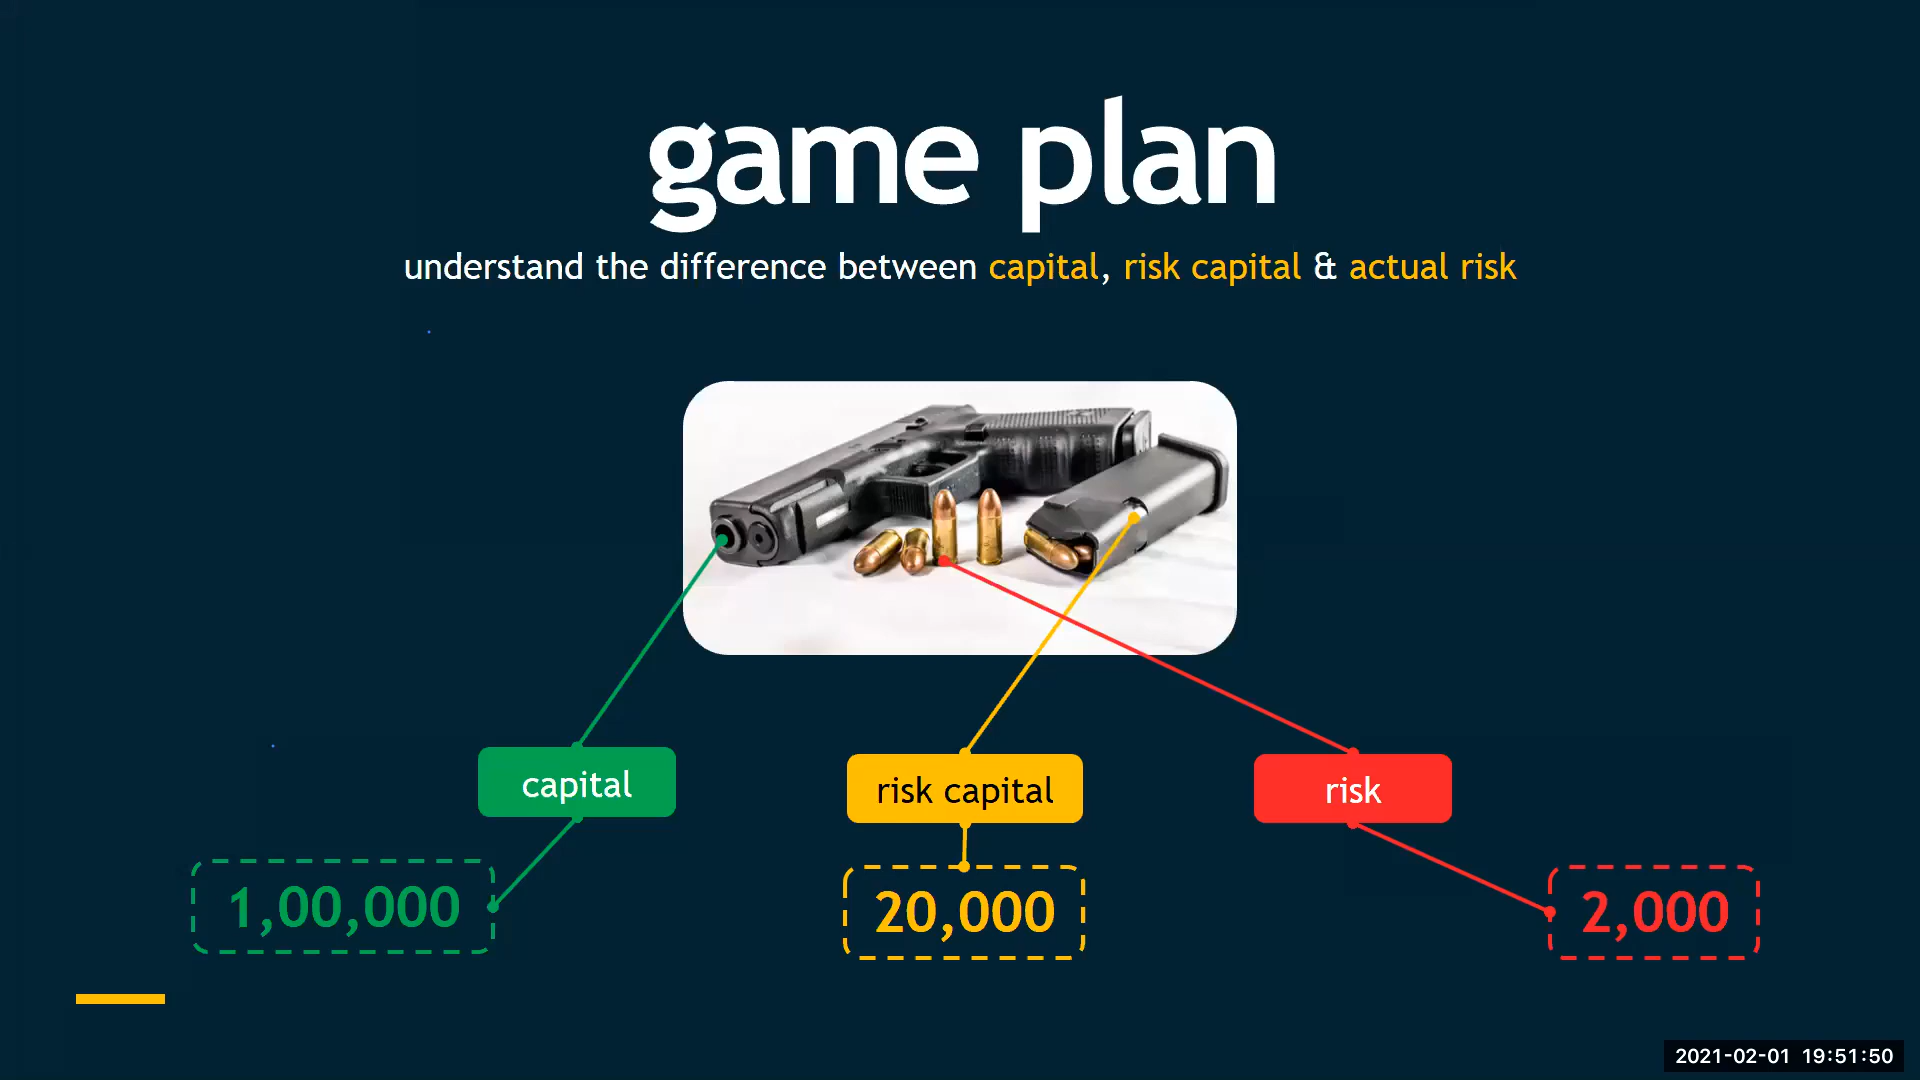 game plan
understand the difference between capital, risk capital & actual risk
capital
risk capital
risk
1,00,000
20,000
2,000
2021-02-01 19:51:50